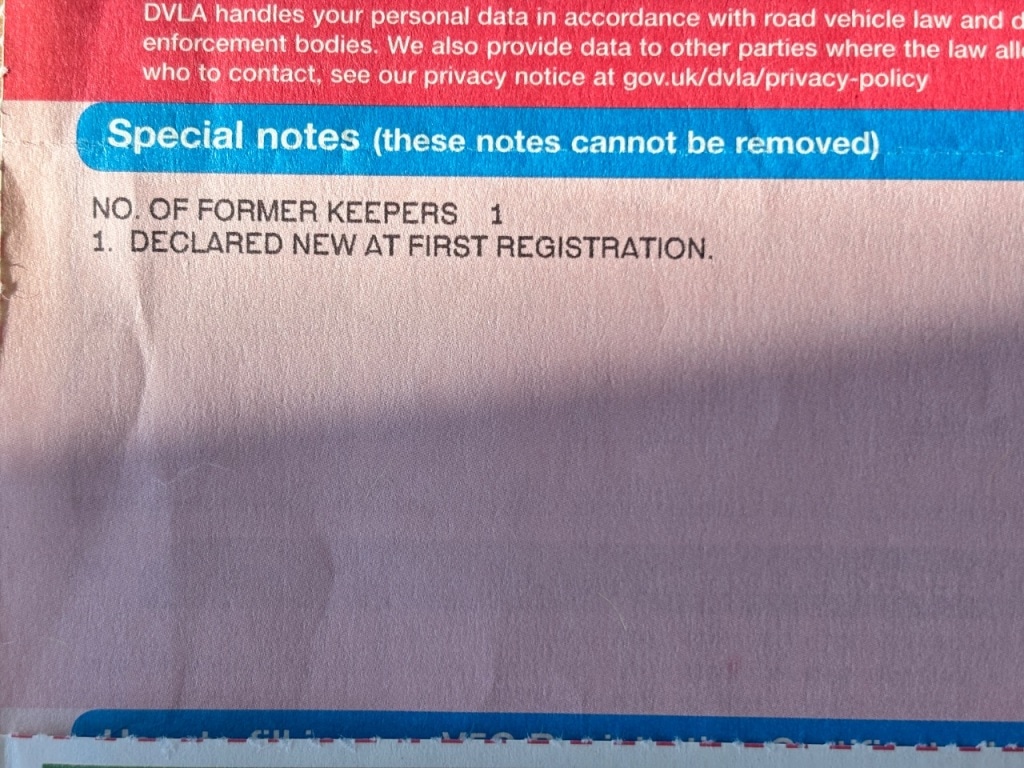 DVLA handles your personal data in accordance with road vehicle law and
enforcement bodies. We also provide data to other parties where the law
who to contact, see our privacy notice at gov.uk/dvla/privacy-policy
Special notes (these notes cannot be removed)
NO. OF FORMER KEEPERS 1
1. DECLARED NEW AT FIRST REGISTRATION.